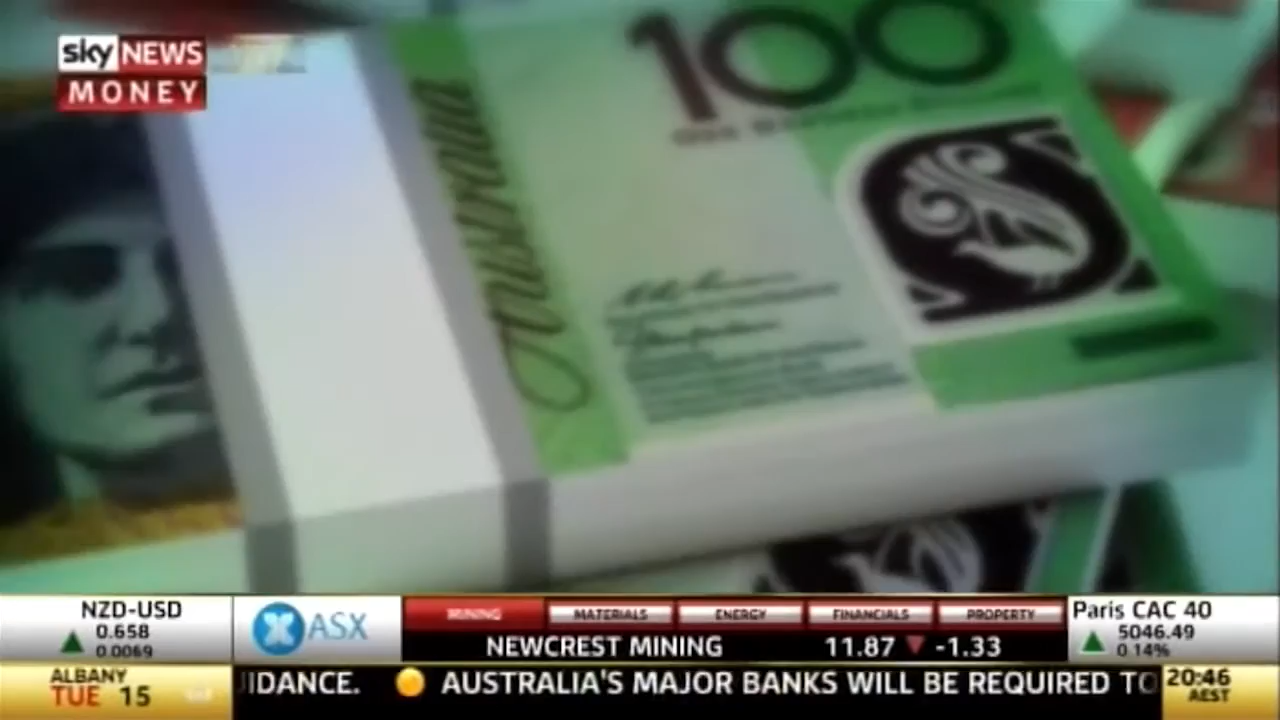 sky NEWS
MONEY
100
Australia
NZD-USD
0.658
0.0069
ASX
MINING
MATERIALS
ENERGY
FINANCIALS
PROPERTY
NEWCREST MINING 11.87 -1.33
Paris CAC 40
5046.49
0.14%
ALBANY
TUE 15
IDANCE. AUSTRALIA'S MAJOR BANKS WILL BE REQUIRED TO
20:46
AEST